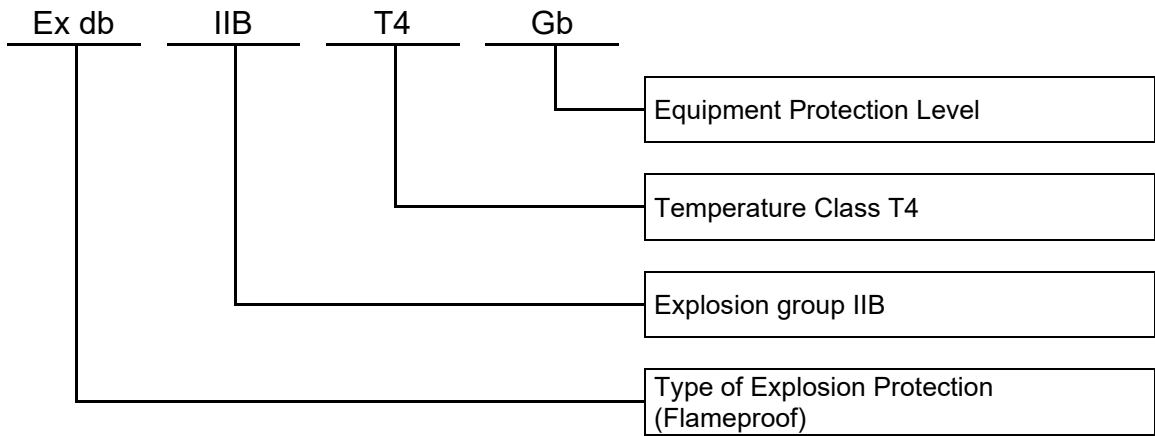 Ex db IIB T4 Gb
Equipment Protection Level
Temperature Class T4
Explosion group IIB
Type of Explosion Protection
(Flameproof)